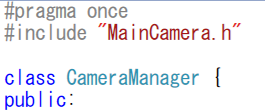 #pragma once
#include "MainCamera.h"
class CameraManager {
public: